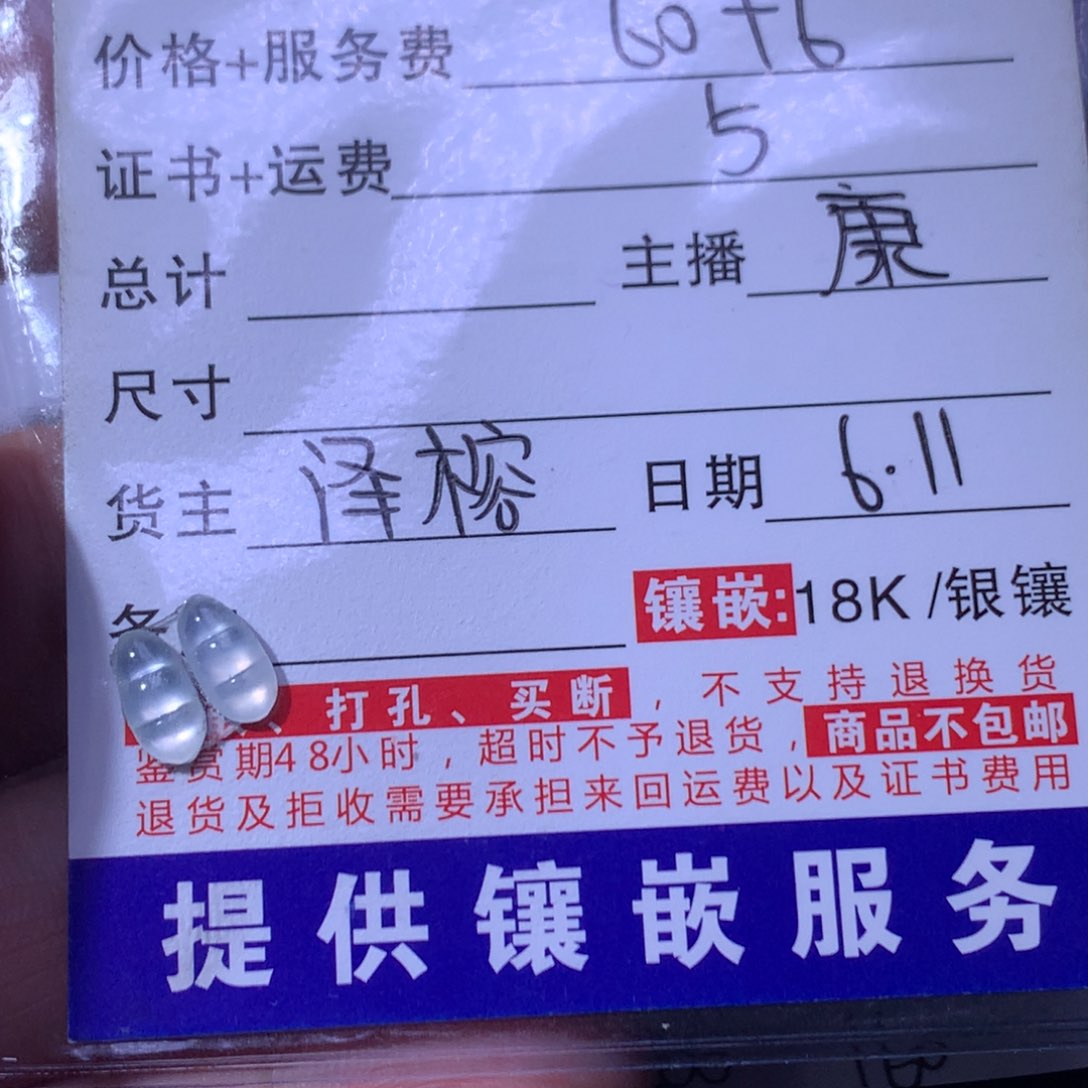 价格+服务费 60+6
证书+运费 5
总计 主播 康
尺寸
货主 泽榕 日期 6.11
镶嵌:18K/银镶
、打孔、买断,不支持退换货
鉴赏期48小时,超时不予退货,商品不包邮
退货及拒收需要承担来回运费以及证书费用
提供镶嵌服务